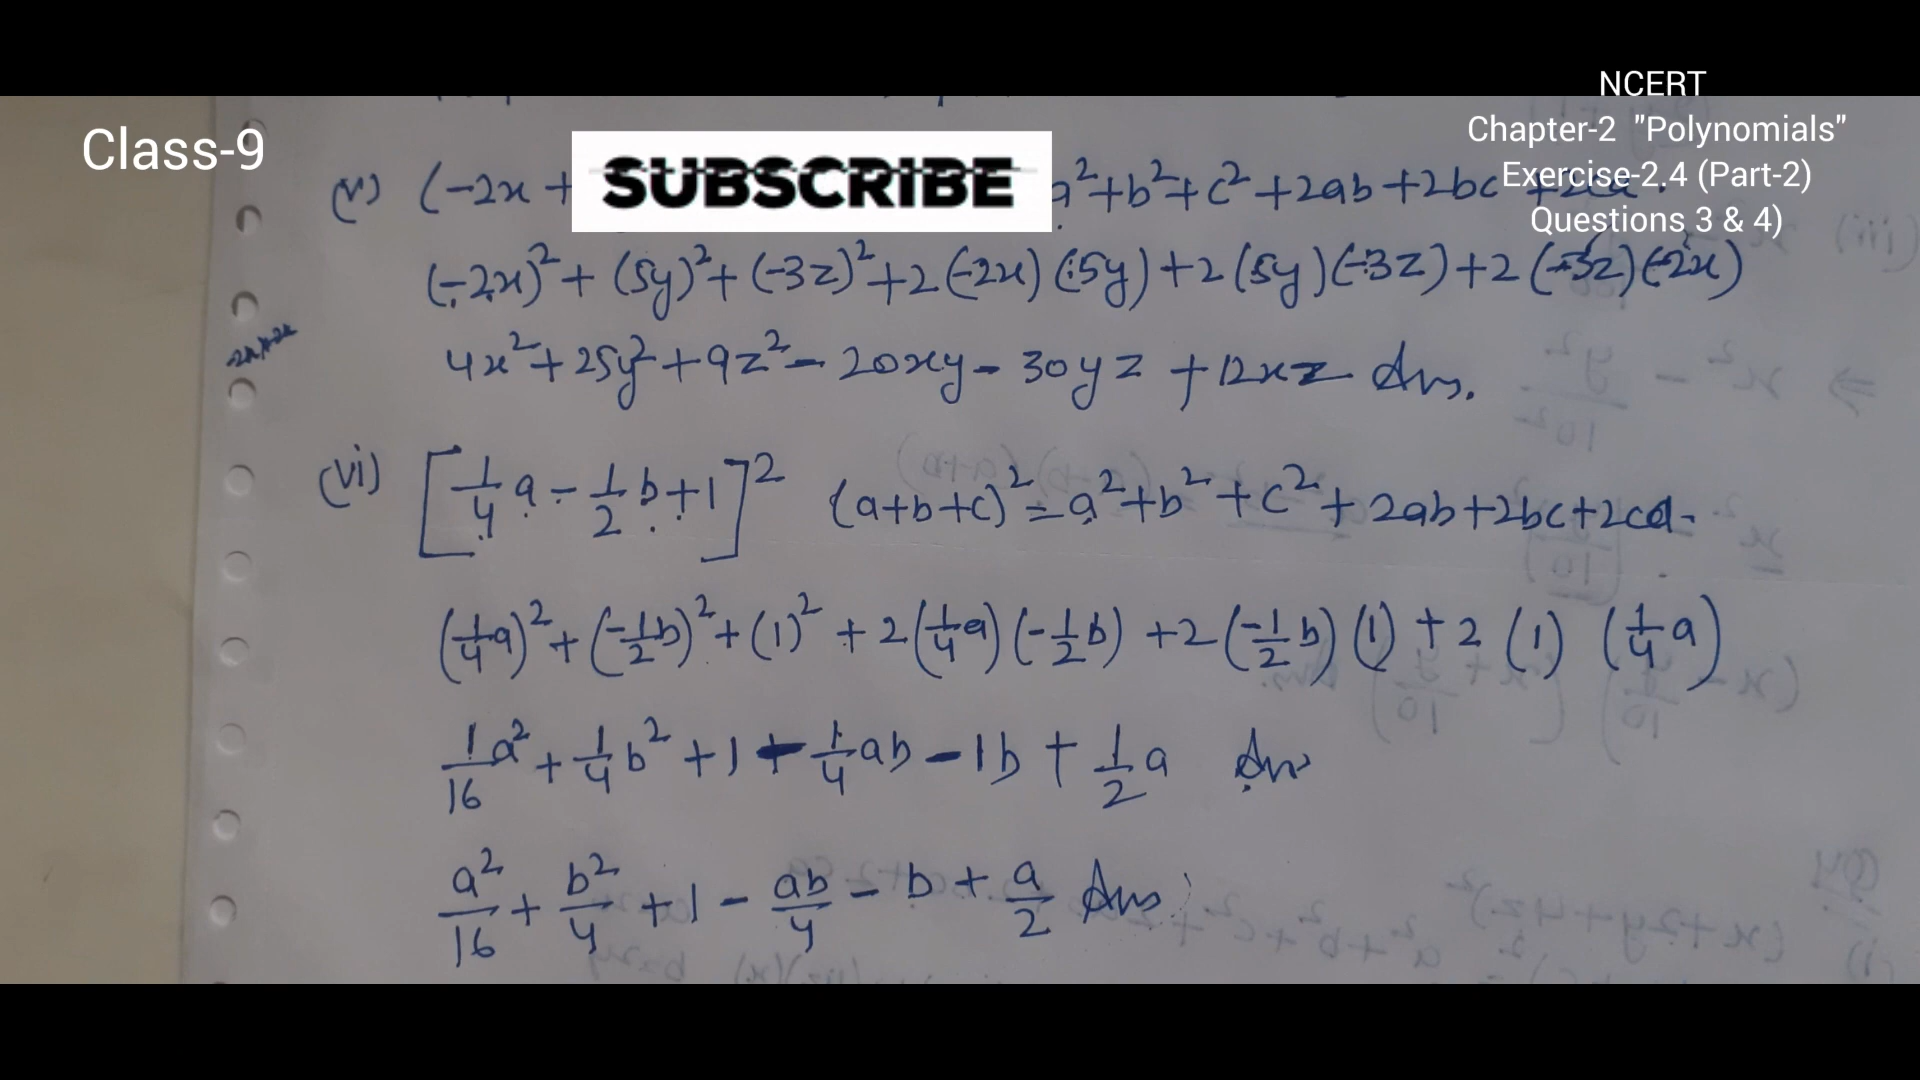 NCERT
Class-9
Chapter-2 "Polynomials"
Exercise-2.4 (Part-2)
Questions 3 & 4)
SUBSCRIBE
(v) (-2x + a²+b²+c²+2ab+2bc
(-2x)²+(5y)²+(-3z)²+2(-2x)(5y)+2(5y)(-3z)+2(-3z)(-2x)
4x²+25y²+9z²-20xy-30yz+12xz Ans.
(vi) [1/4 a - 1/2 b+1]² (a+b+c)²=a²+b²+c²+2ab+2bc+2ca.
(1/4 a)²+(-1/2 b)²+(1)²+2(1/4 a)(-1/2 b)+2(-1/2 b)(1)+2(1)(1/4 a)
1/16 a²+1/4 b²+1-1/4 ab-1b+1/2 a Ans
a²/16+b²/4+1-ab/4-b+a/2 Ans